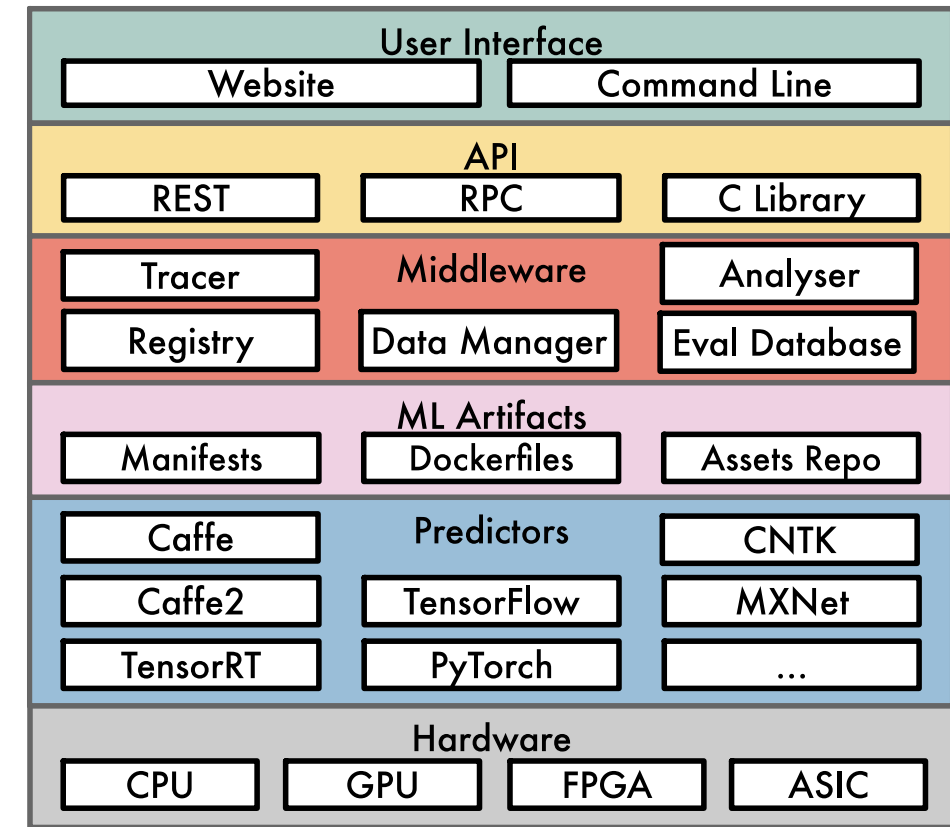 User Interface
Website Command Line
API
REST RPC C Library
Tracer Middleware Analyser
Registry Data Manager Eval Database
ML Artifacts
Manifests Dockerfiles Assets Repo
Caffe Predictors CNTK
Caffe2 TensorFlow MXNet
TensorRT PyTorch ...
Hardware
CPU GPU FPGA ASIC